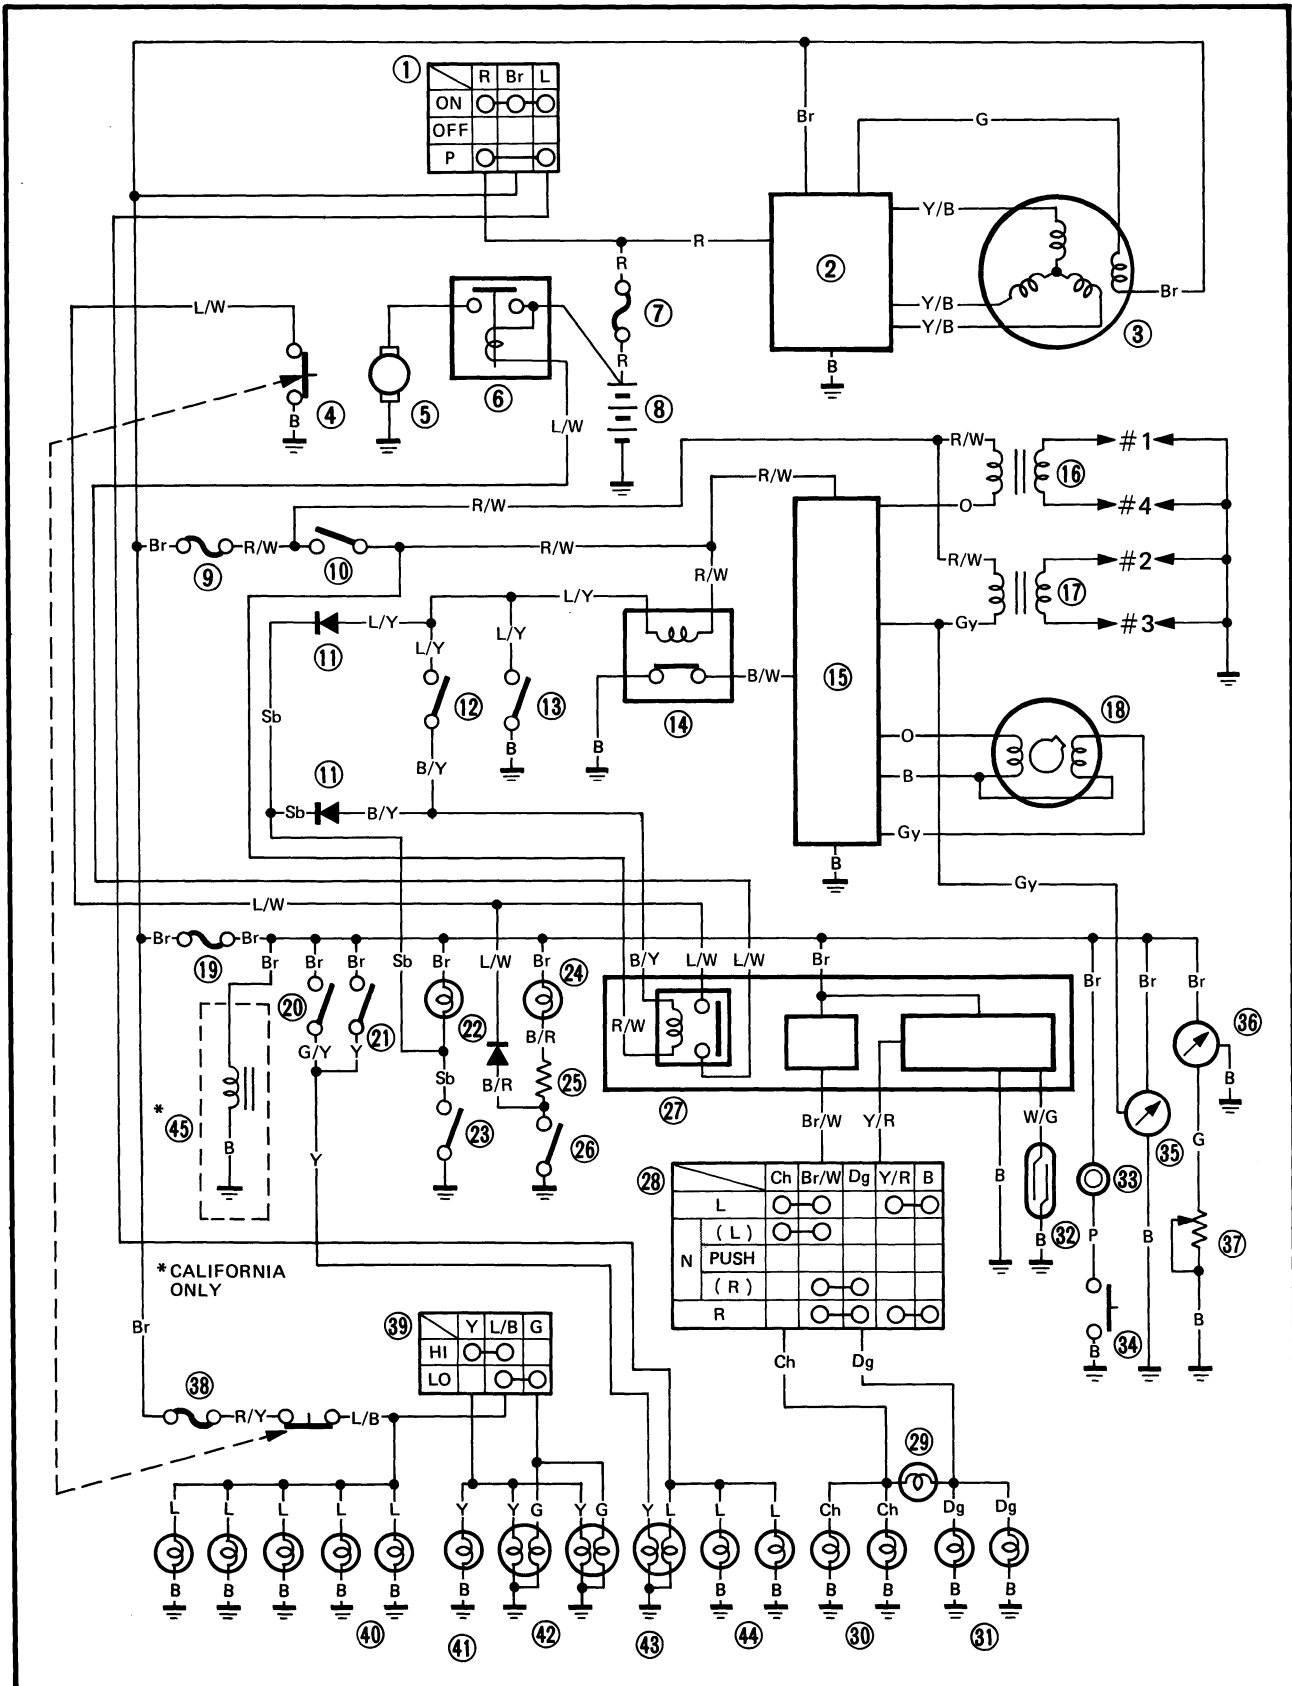 ① R Br L
ON
OFF
P
Br
G
Y/B
②
Y/B
Y/B
Br
③
B
R
R
⑦
R
L/W
④
B
⑤
⑥
⑧
L/W
R/W
#1
⑯
O
#4
R/W
R/W
Br
R/W
⑨
⑩
R/W
R/W
R/W
#2
⑰
Gy
#3
L/Y
L/Y
L/Y
L/Y
⑪
⑫
⑬
⑭
B/W
⑮
⑱
Sb
B
B
B/Y
⑪
Sb
B/Y
O
B
Gy
B
Gy
L/W
Br
Br
⑲
Br
Br
Br
Sb
Br
L/W
Br
㉔
B/Y
L/W
L/W
Br
Br
Br
Br
⑳
㉑
㉒
G/Y
Y
B/R
R/W
㊱
B
Sb
B/R
㉕
㉗
Br/W
Y/R
W/G
㉟
* ㊺
B
㉓
㉖
Y
G
㉘ Ch Br/W Dg Y/R B
L
N
(L)
PUSH
(R)
R
B
B
㉜
㉝
P
B
㊲
B
㉞
B
*CALIFORNIA
ONLY
Br
㊴ Y L/B G
HI
LO
Ch
Dg
㊳
R/Y
L/B
㉙
L L L L L Y Y G Y G Y L L L Ch Ch Dg Dg
B B B B B B B B B B B B
㊵ ㊶ ㊷ ㊸ ㊹ ㉚ ㉛